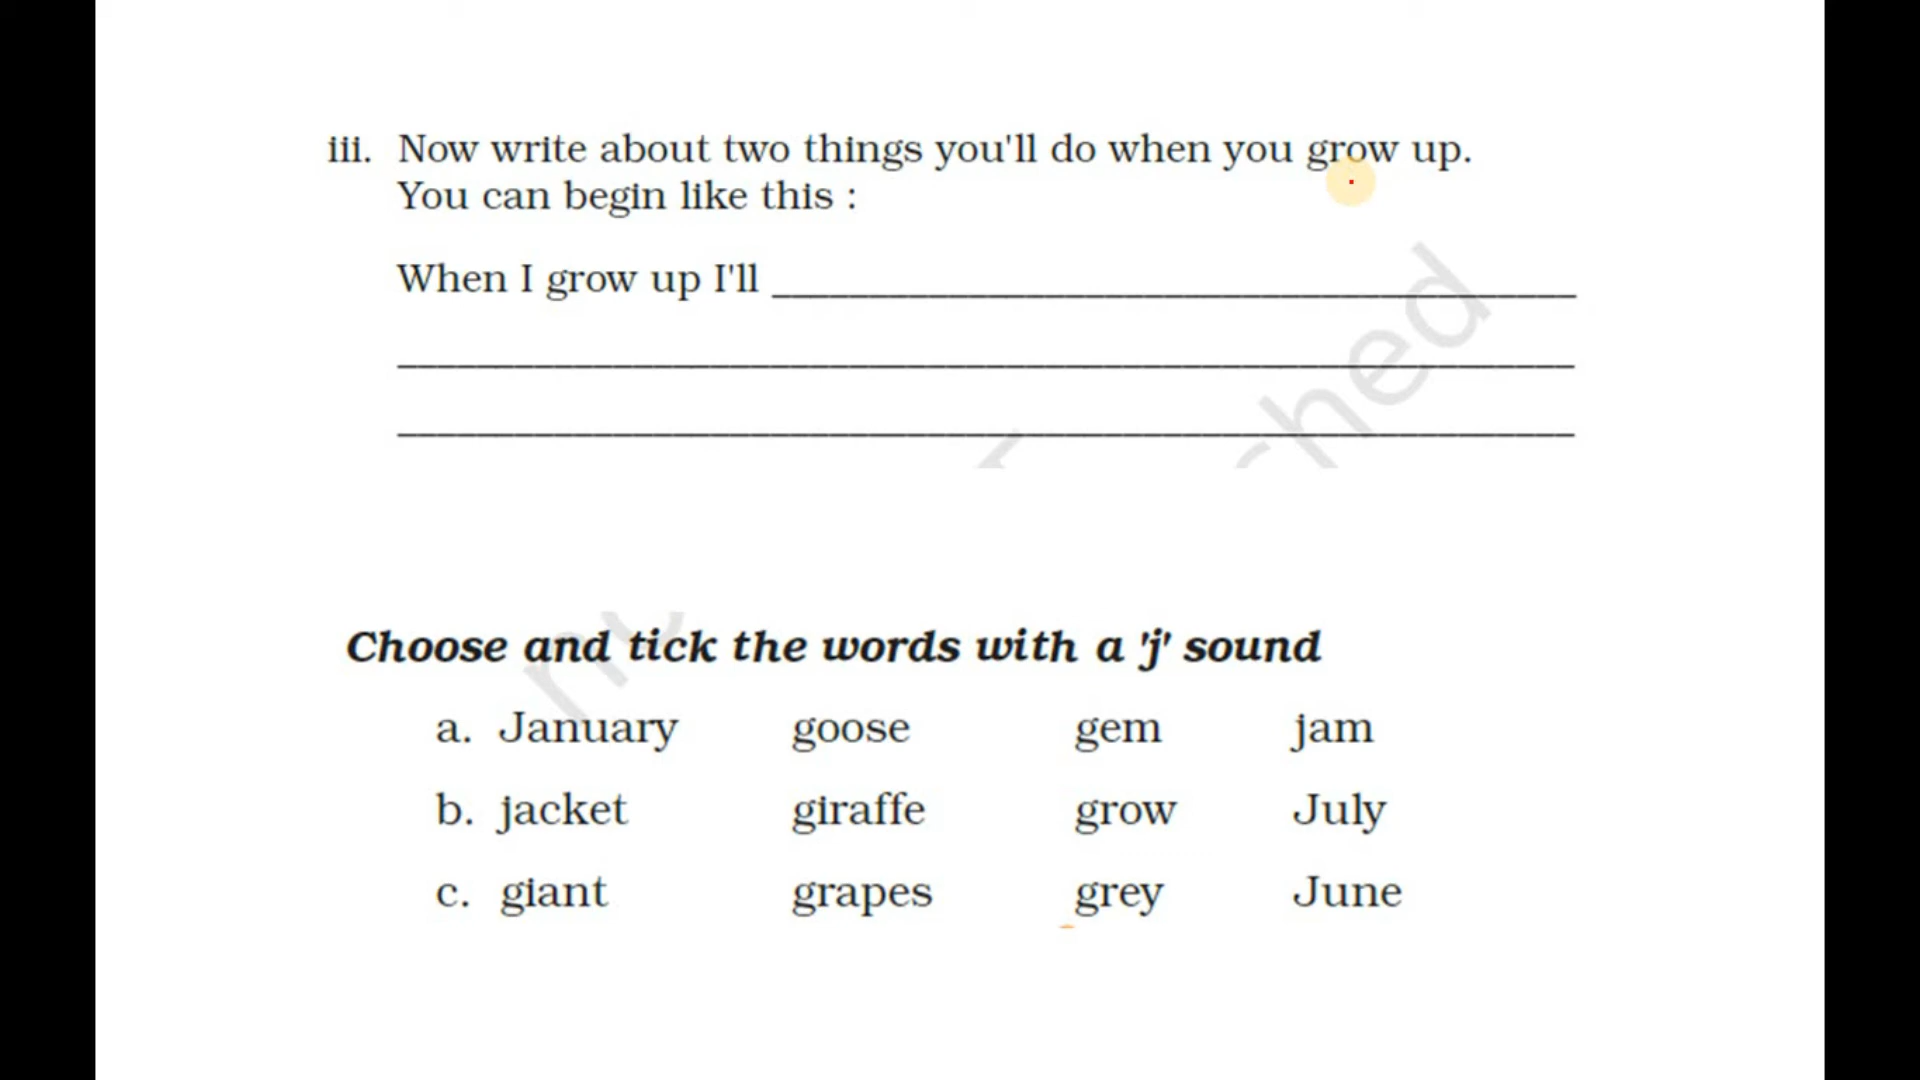 iii. Now write about two things you'll do when you grow up.
You can begin like this :
When I grow up I'll
Choose and tick the words with a 'j' sound
a. January goose gem jam
b. jacket giraffe grow July
c. giant grapes grey June